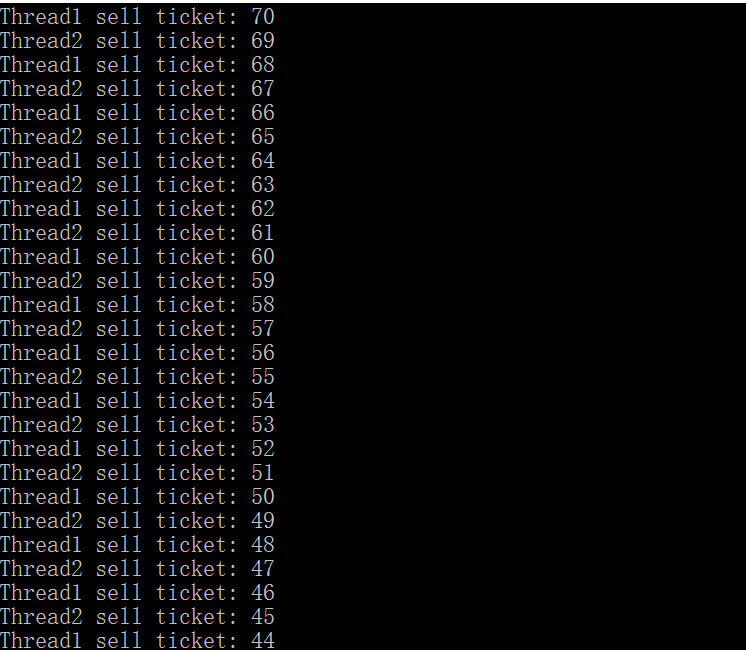 Thread1 sell ticket: 70
Thread2 sell ticket: 69
Thread1 sell ticket: 68
Thread2 sell ticket: 67
Thread1 sell ticket: 66
Thread2 sell ticket: 65
Thread1 sell ticket: 64
Thread2 sell ticket: 63
Thread1 sell ticket: 62
Thread2 sell ticket: 61
Thread1 sell ticket: 60
Thread2 sell ticket: 59
Thread1 sell ticket: 58
Thread2 sell ticket: 57
Thread1 sell ticket: 56
Thread2 sell ticket: 55
Thread1 sell ticket: 54
Thread2 sell ticket: 53
Thread1 sell ticket: 52
Thread2 sell ticket: 51
Thread1 sell ticket: 50
Thread2 sell ticket: 49
Thread1 sell ticket: 48
Thread2 sell ticket: 47
Thread1 sell ticket: 46
Thread2 sell ticket: 45
Thread1 sell ticket: 44